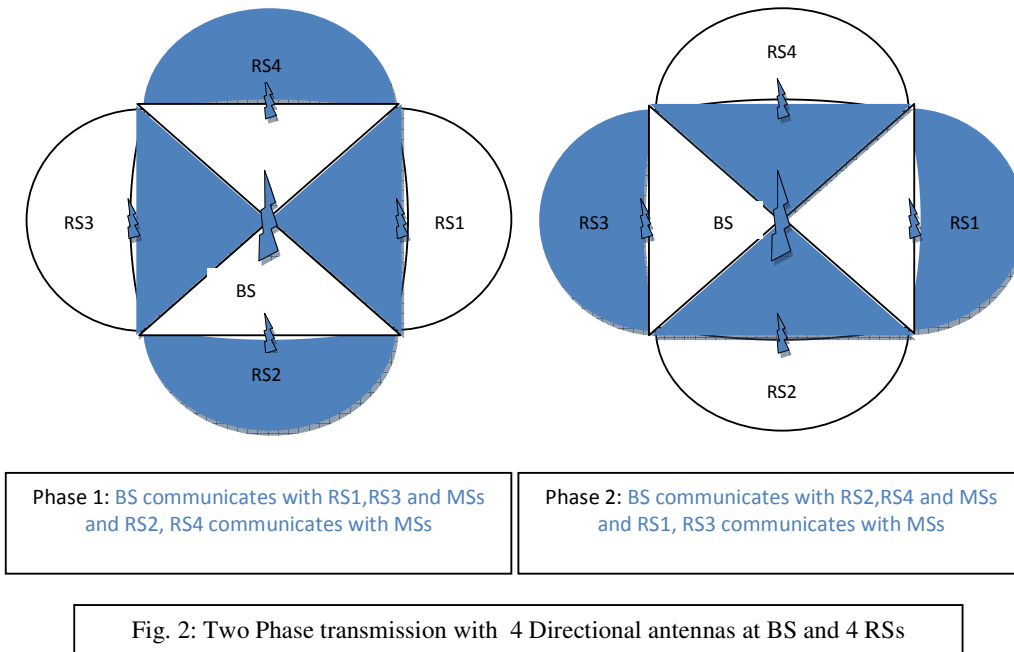 RS4
RS3
RS1
BS
RS2
RS4
RS3
BS
RS1
RS2
Phase 1: BS communicates with RS1,RS3 and MSs
and RS2, RS4 communicates with MSs
Phase 2: BS communicates with RS2,RS4 and MSs
and RS1, RS3 communicates with MSs
Fig. 2: Two Phase transmission with 4 Directional antennas at BS and 4 RSs